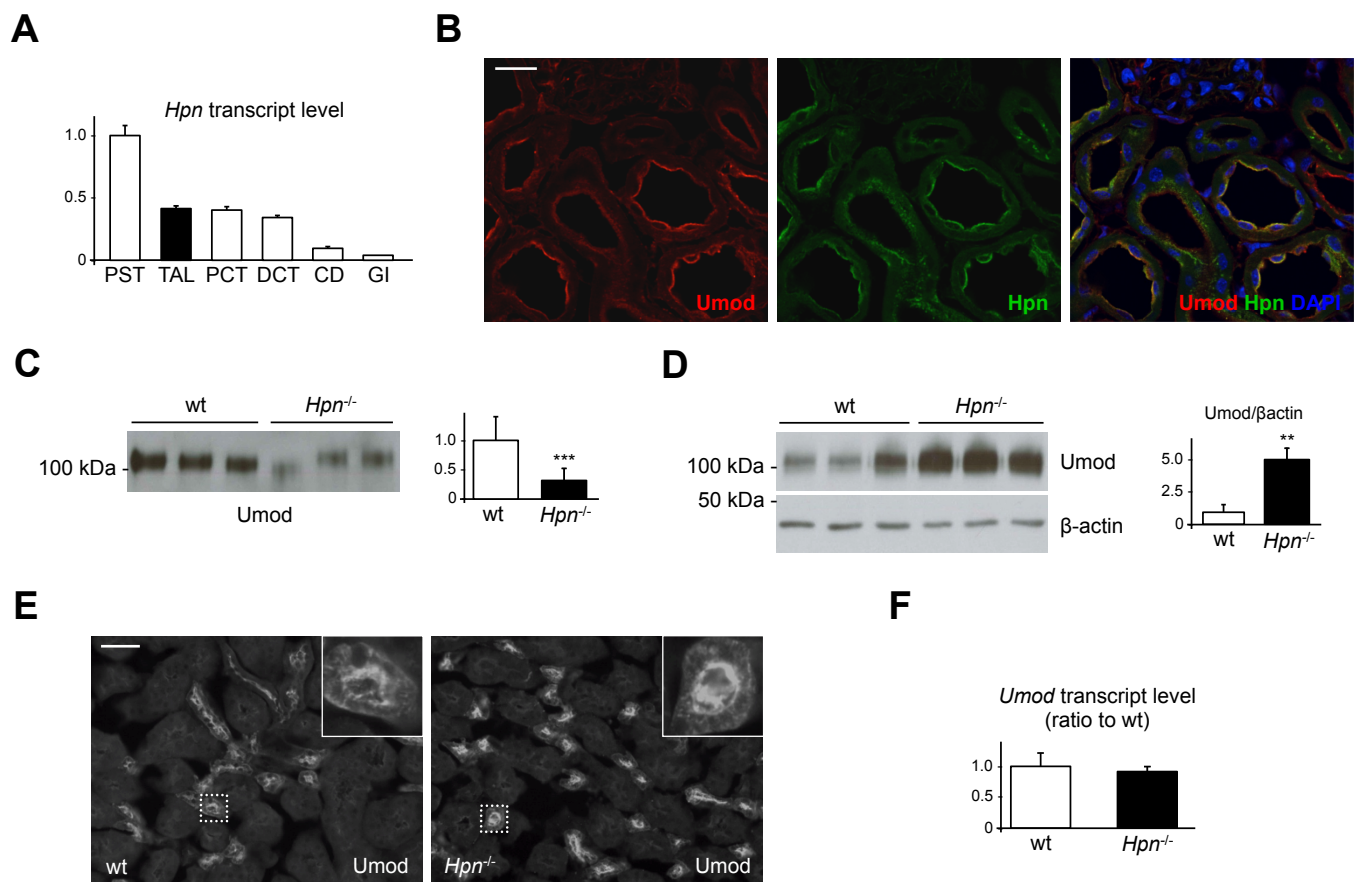 A
Hpn transcript level
1.0
0.5
0
PST TAL PCT DCT CD GI
B
Umod
Hpn
Umod Hpn DAPI
C
wt Hpn-/-
100 kDa
Umod
1.0
0.5
0
***
wt Hpn-/-
D
wt Hpn-/-
100 kDa
50 kDa
Umod
β-actin
Umod/βactin
**
5.0
2.5
0
wt Hpn-/-
E
wt Umod
Hpn-/- Umod
F
Umod transcript level
(ratio to wt)
1.0
0.5
0
wt Hpn-/-